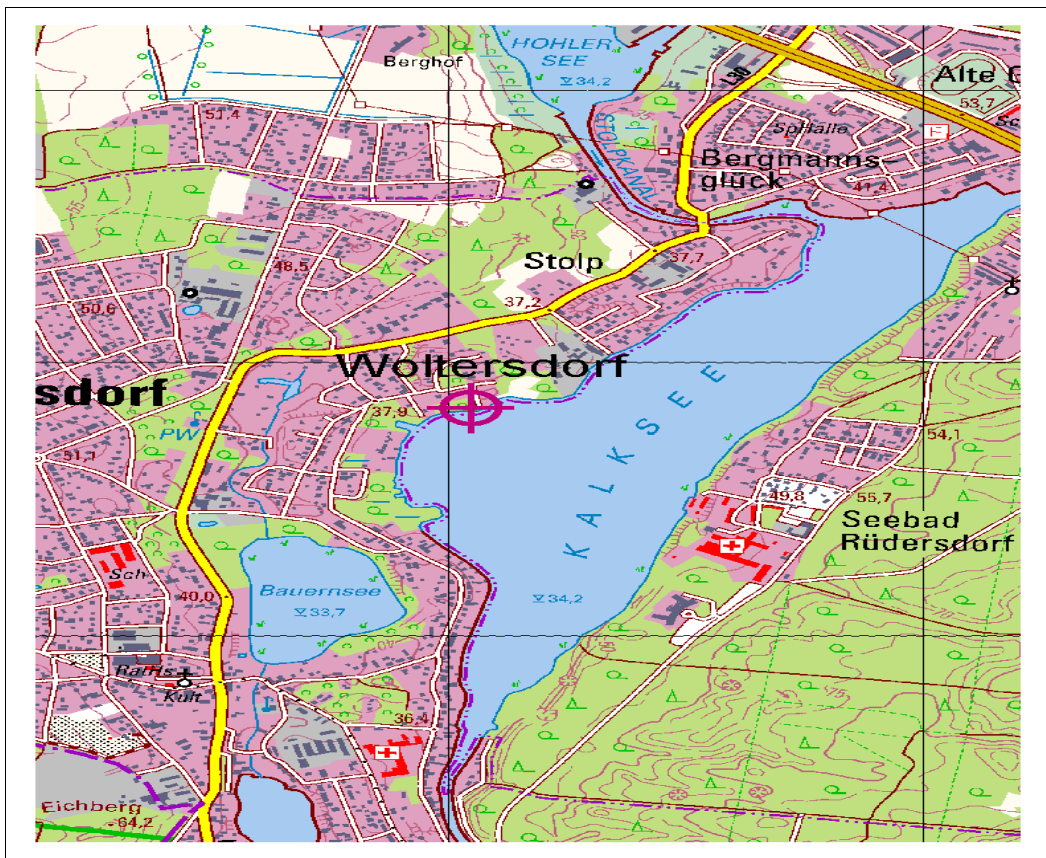 HOHLER
SEE
34,2
Berghof
L30
Alte
53,7
51,4
STOLPKANAL
SpHalle
Bergmanns-
glück
41,4
Stolp
37,7
48,5
37,2
50,6
Woltersdorf
sdorf
37,9
PW
KALKSEE
54,1
51,1
49,8
55,7
Seebad
Rüdersdorf
Sch
40,0
Bauernsee
33,7
34,2
Raths
Kult
36,4
75
Eichberg
64,2